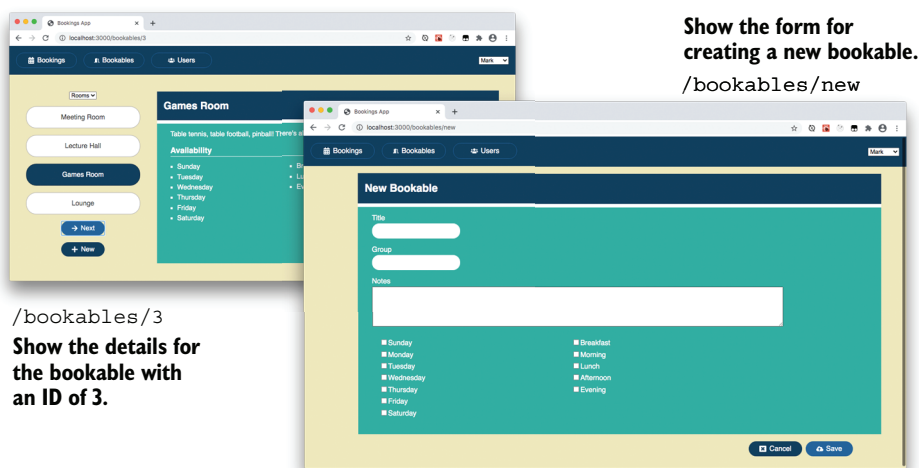 Bookings App
localhost:3000/bookables/3
Bookings
Bookables
Users
Mark
Rooms
Meeting Room
Lecture Hall
Games Room
Lounge
Next
New
Games Room
Table tennis, table football, pinball! There's a
Availability
• Sunday
• Tuesday
• Wednesday
• Thursday
• Friday
• Saturday
/bookables/3
Show the details for
the bookable with
an ID of 3.
Show the form for
creating a new bookable.
/bookables/new
Bookings App
localhost:3000/bookables/new
Bookings
Bookables
Users
Mark
New Bookable
Title
Group
Notes
Sunday
Monday
Tuesday
Wednesday
Thursday
Friday
Saturday
Breakfast
Morning
Lunch
Afternoon
Evening
Cancel
Save